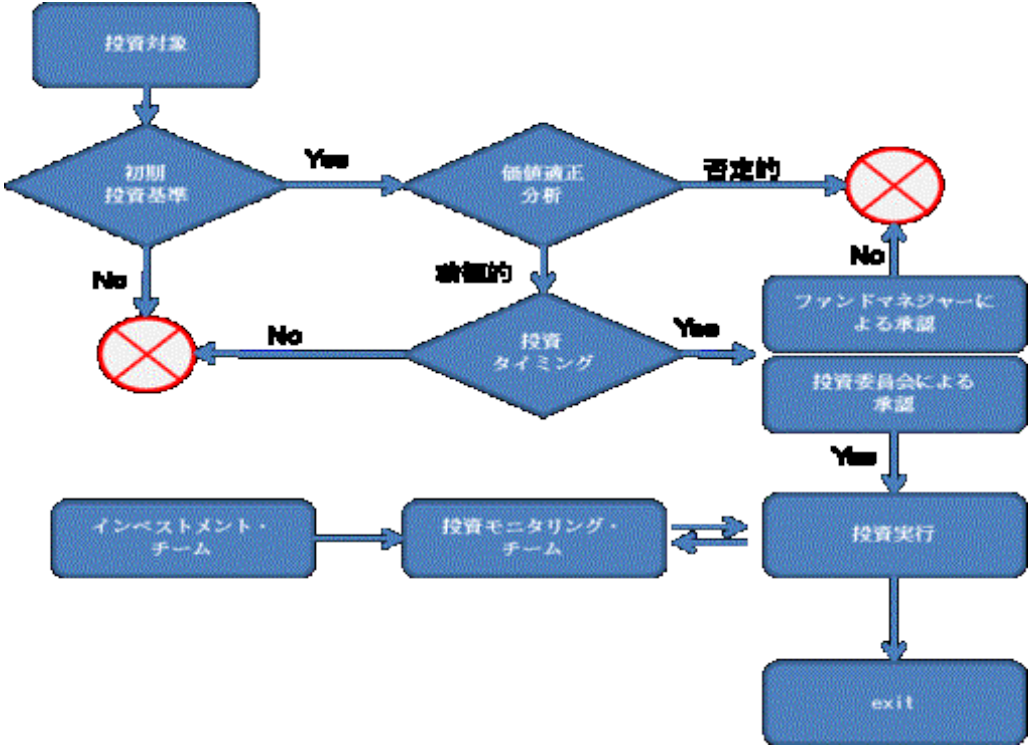 投資対象
初期
投資基準
Yes
価値適正
分析
否定的
No
積極的
No
ファンドマネジャーに
よる承認
No
投資
タイミング
Yes
投資委員会による
承認
Yes
インベストメント・
チーム
投資モニタリング・
チーム
投資実行
exit